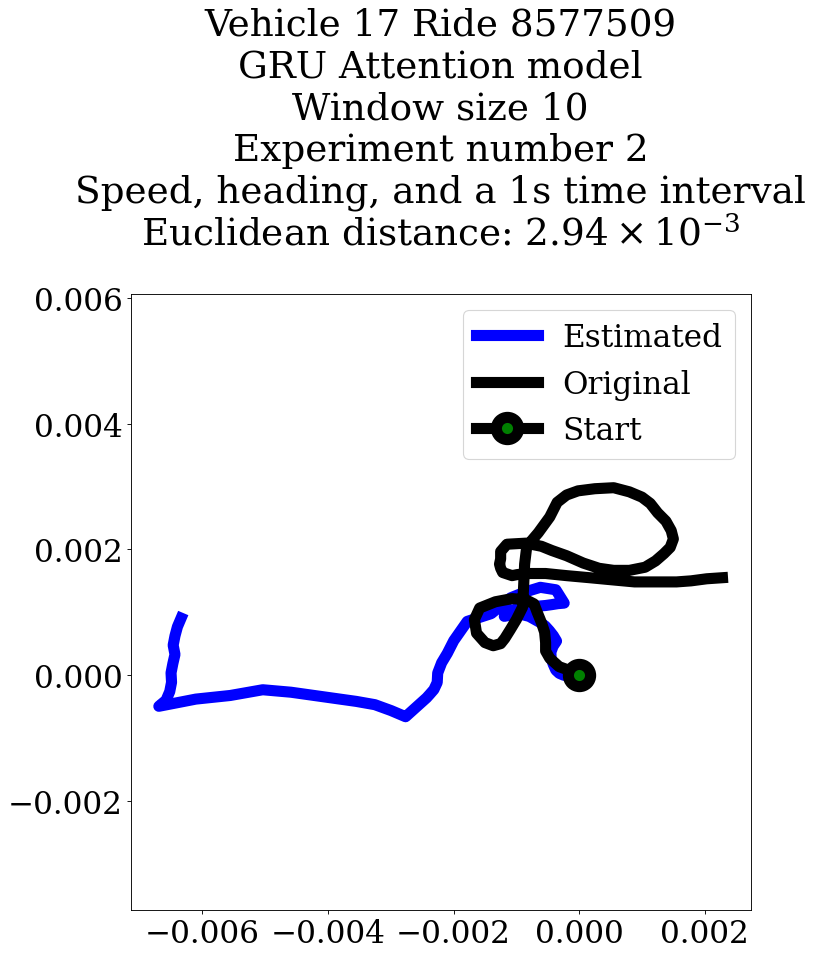 Vehicle 17 Ride 8577509
GRU Attention model
Window size 10
Experiment number 2
Speed, heading, and a 1s time interval
Euclidean distance: 2.94 × 10⁻³
0.006
Estimated
Original
Start
0.004
0.002
0.000
−0.002
−0.006 −0.004 −0.002 0.000 0.002